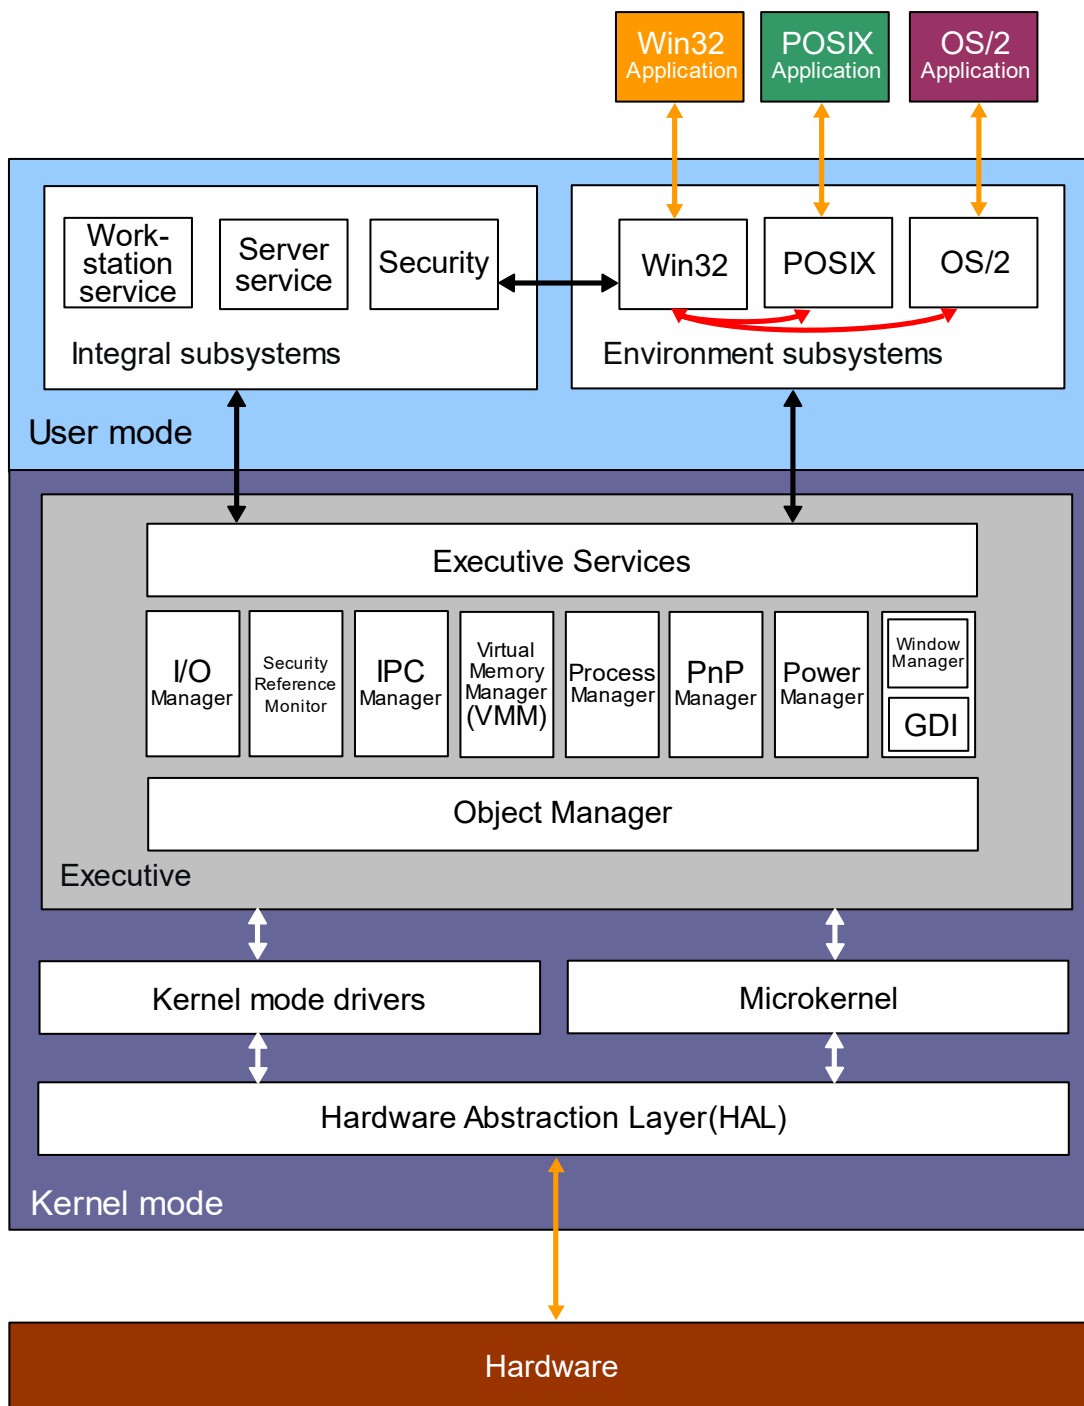 Win32
Application
POSIX
Application
OS/2
Application
Work-
station
service
Server
service
Security
Integral subsystems
Win32
POSIX
OS/2
Environment subsystems
User mode
Executive Services
I/O
Manager
Security
Reference
Monitor
IPC
Manager
Virtual
Memory
Manager
(VMM)
Process
Manager
PnP
Manager
Power
Manager
Window
Manager
GDI
Object Manager
Executive
Kernel mode drivers
Microkernel
Hardware Abstraction Layer(HAL)
Kernel mode
Hardware